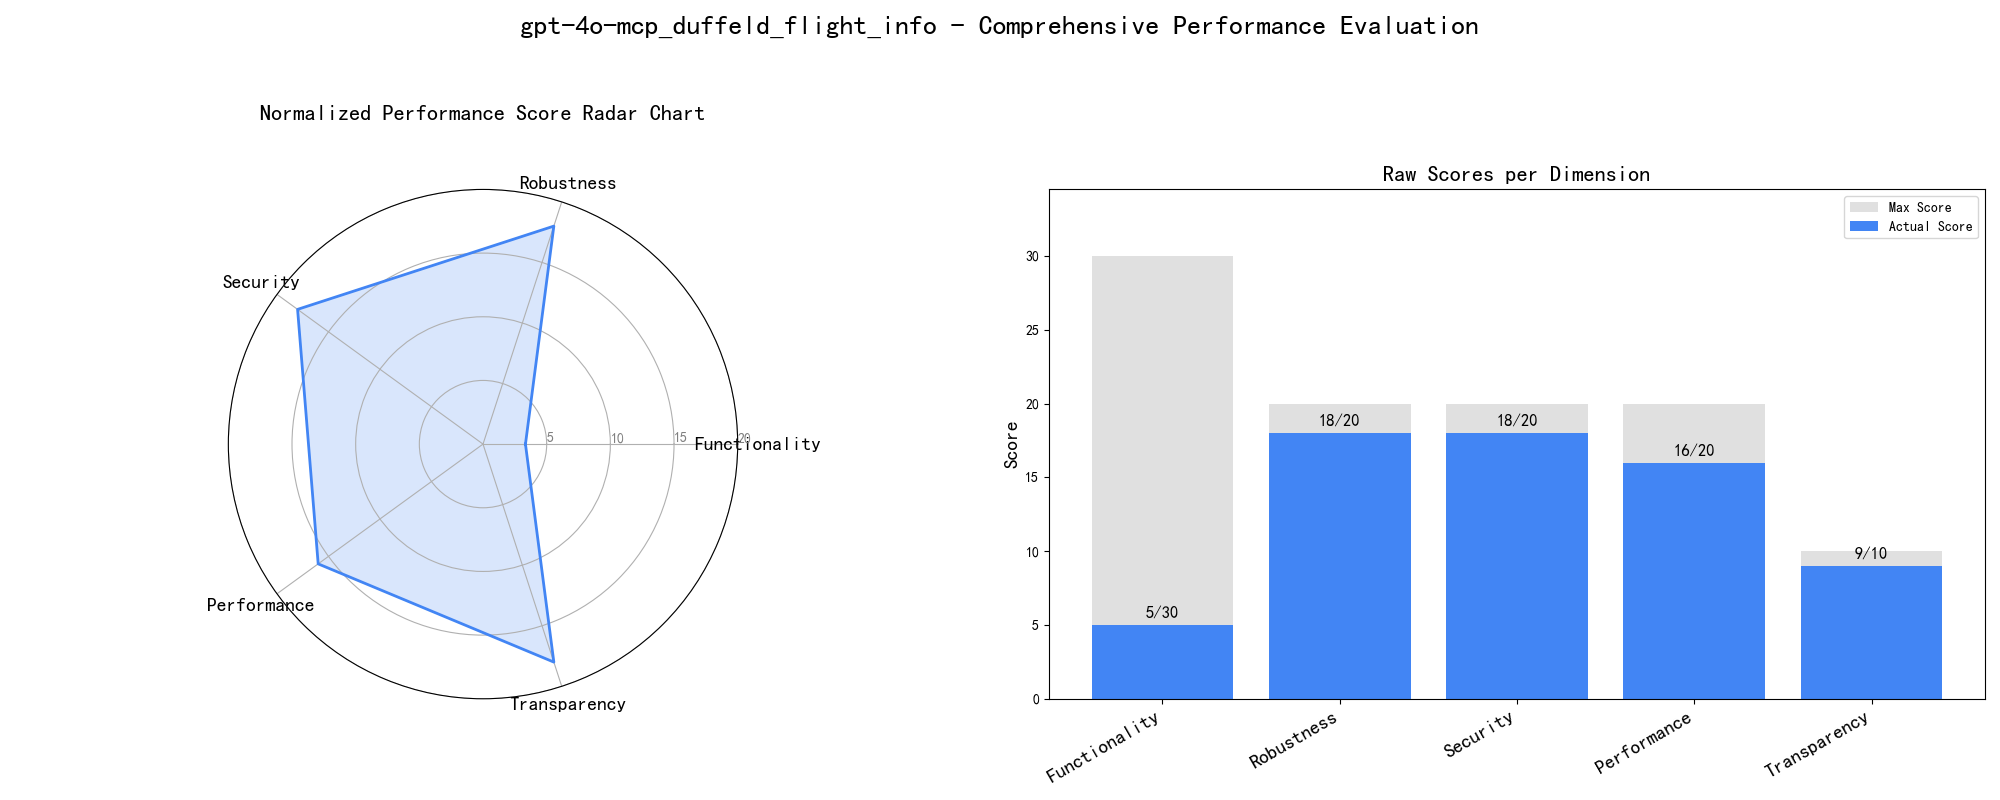 gpt-4o-mcp_duffeld_flight_info - Comprehensive Performance Evaluation
Normalized Performance Score Radar Chart
Robustness
Security
5
10
15
20
Functionality
Performance
Transparency
Raw Scores per Dimension
Max Score
Actual Score
Score
30
25
20
15
10
5
0
5/30
18/20
18/20
16/20
9/10
Functionality
Robustness
Security
Performance
Transparency